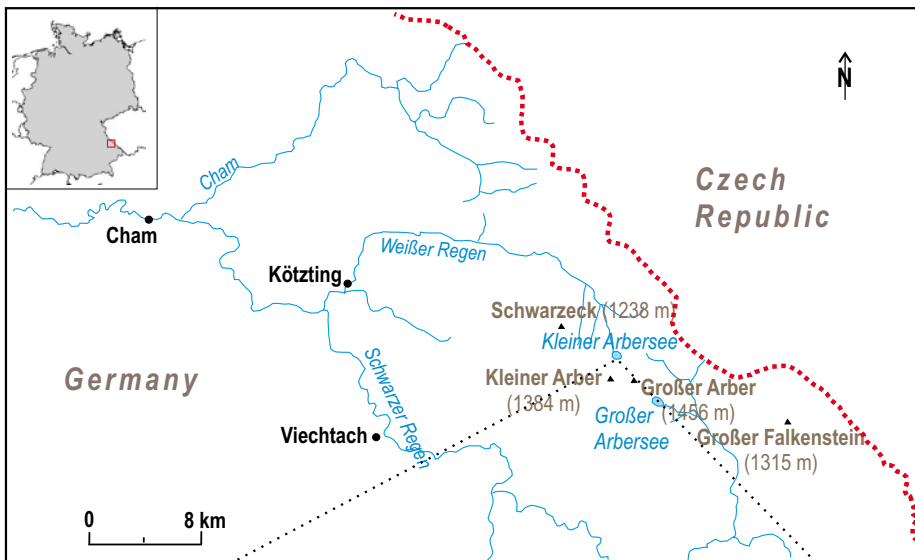 N
Czech
Republic
Cham
Cham
Weißer Regen
Kötzting
Schwarzeck (1238 m)
Kleiner Arbersee
Germany
Schwarzer Regen
Kleiner Arber
(1384 m)
Großer Arber
(1456 m)
Großer
Arbersee
Viechtach
Großer Falkenstein
(1315 m)
0 8 km